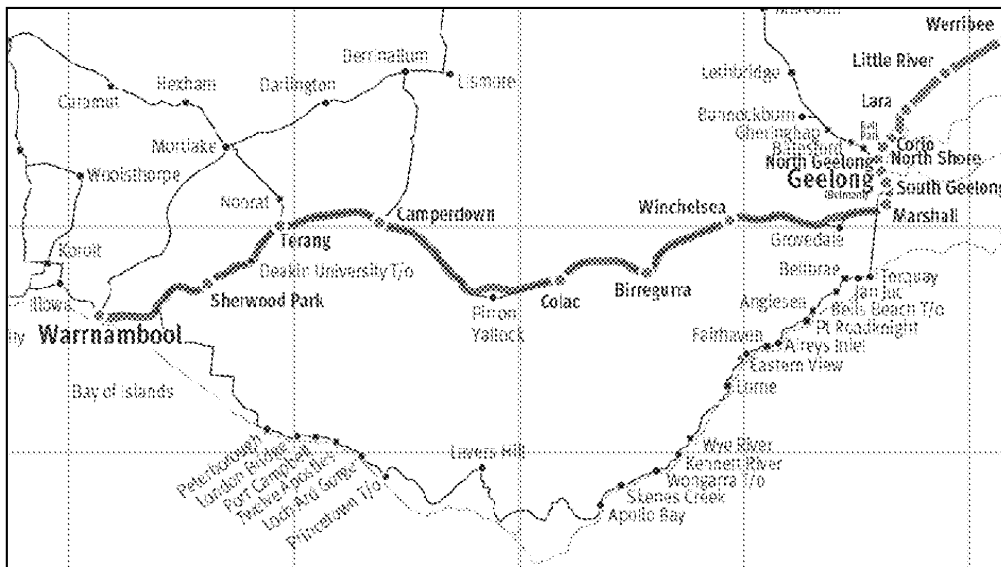 Werribee
Derrinallum
Little River
Lismore
Lethbridge
Hexham
Darlington
Caramut
Lara
Bannockburn
Gheringhap
Batesford
Corio
Mortlake
North Geelong
North Shore
Woolsthorpe
Geelong
South Geelong
Noorat
Camperdown
Winchelsea
Marshall
Terang
Grovedale
Koroit
Deakin University T/o
Bellbrae
Torquay
Jan Juc
Sherwood Park
Colac
Birregurra
Pirron
Yallock
Anglesea
Bells Beach T/o
Pt Roadknight
Warrnambool
Fairhaven
Aireys Inlet
Eastern View
Bay of Islands
Lorne
Peterborough
London Bridge
Port Campbell
Twelve Apostles
Loch Ard Gorge
Princetown T/o
Lavers Hill
Wye River
Kennett River
Wongarra T/o
Skenes Creek
Apollo Bay